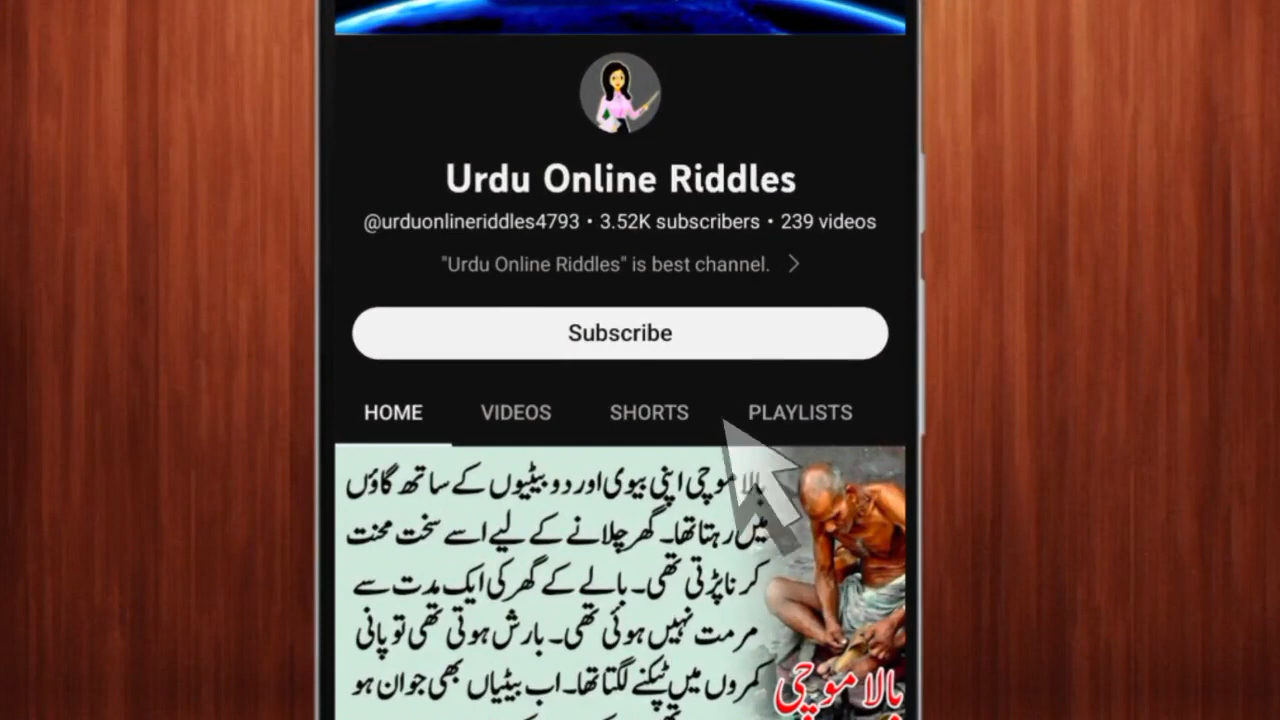 Urdu Online Riddles
@urduonlineriddles4793 • 3.52K subscribers • 239 videos
"Urdu Online Riddles" is best channel.
Subscribe
HOME VIDEOS SHORTS PLAYLISTS
بالا موچی اپنی بیوی اور دو بیٹیوں کے ساتھ گاؤں
میں رہتا تھا۔ گھر چلانے کے لیے اسے سخت محنت
کرنا پڑتی تھی۔ بالے کے گھر کی ایک مدت سے
مرمت نہیں ہوئی تھی۔ بارش ہوتی تھی تو پانی
کمروں میں ٹپکنے لگتا تھا۔ اب بیٹیاں بھی جوان ہو
بالا موچی